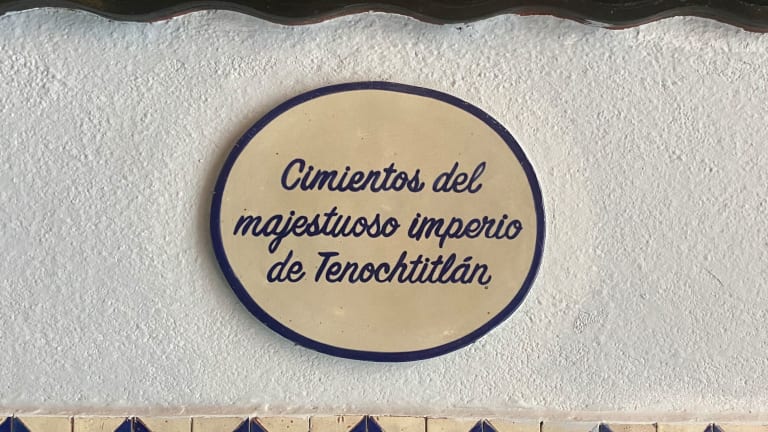 Cimientos del
majestuoso imperio
de Tenochtitlán